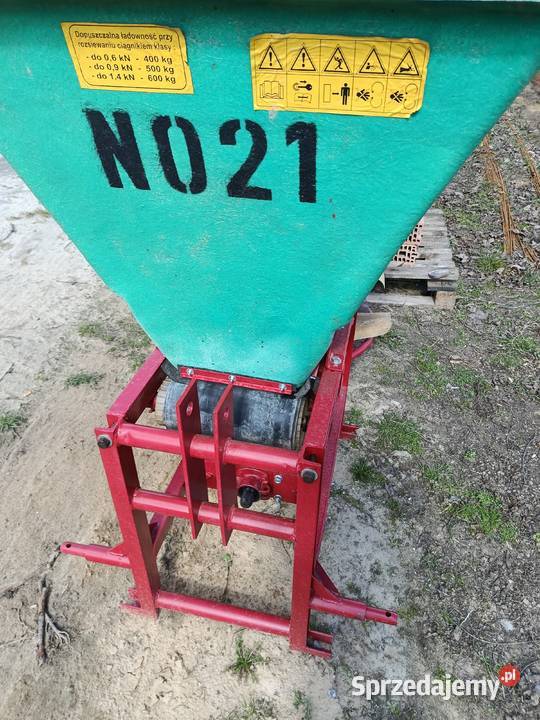 Dopuszczalna ładowność przy
rozsiewaniu ciągnikiem klasy:
- do 0,6 kN - 400 kg
- do 0,9 kN - 500 kg
- do 1,4 kN - 600 kg
N021
Sprzedajemy.pl